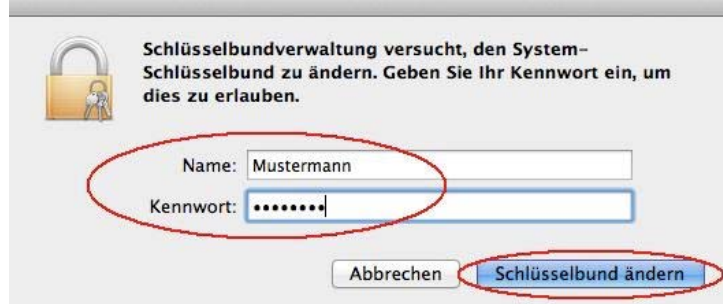 Schlüsselbundverwaltung versucht, den System-
Schlüsselbund zu ändern. Geben Sie Ihr Kennwort ein, um
dies zu erlauben.
Name: Mustermann
Kennwort: ••••••••
Abbrechen Schlüsselbund ändern